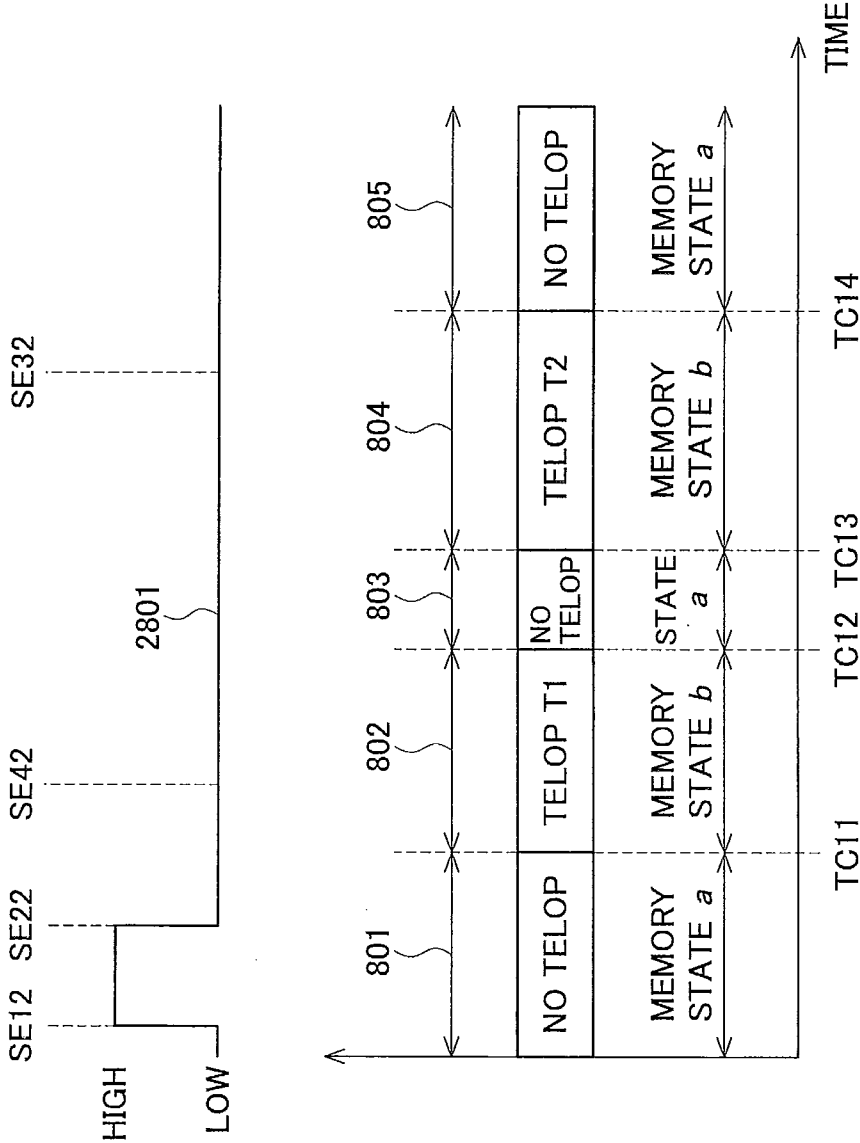 SE12
SE22
SE42
SE32
HIGH
LOW
2801
801
802
803
804
805
NO TELOP
TELOP T1
NO
TELOP
TELOP T2
NO TELOP
MEMORY
STATE a
MEMORY
STATE b
STATE
a
MEMORY
STATE b
MEMORY
STATE a
TC11
TC12
TC13
TC14
TIME